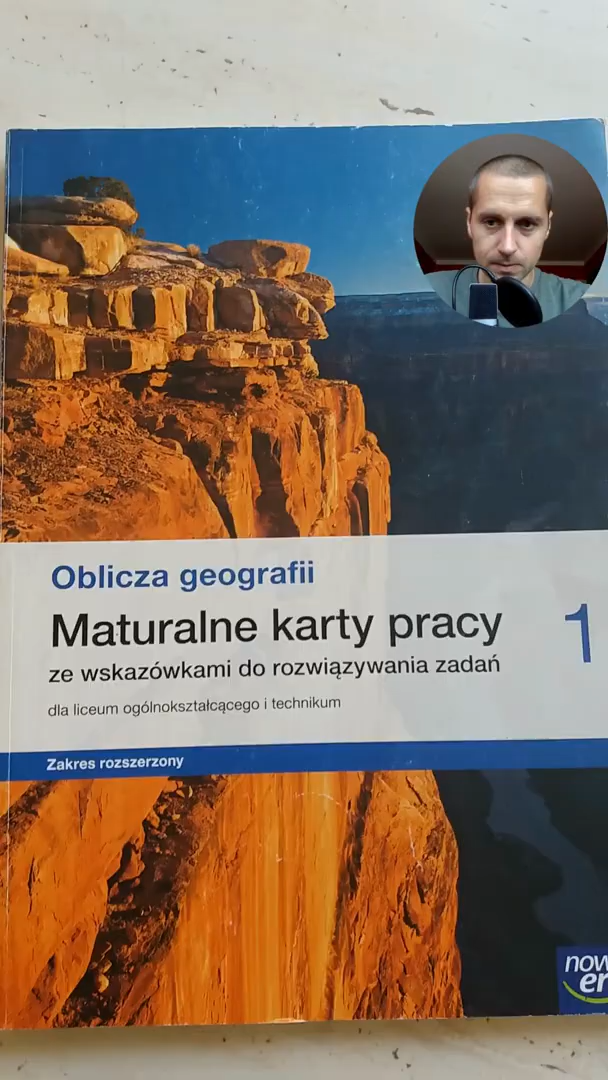 Oblicza geografii
Maturalne karty pracy
1
ze wskazówkami do rozwiązywania zadań
dla liceum ogólnokształcącego i technikum
Zakres rozszerzony